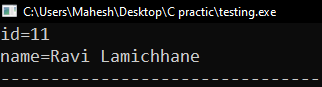 C:\Users\Mahesh\Desktop\C practic\testing.exe
id=11
name=Ravi Lamichhane
--------------------------------